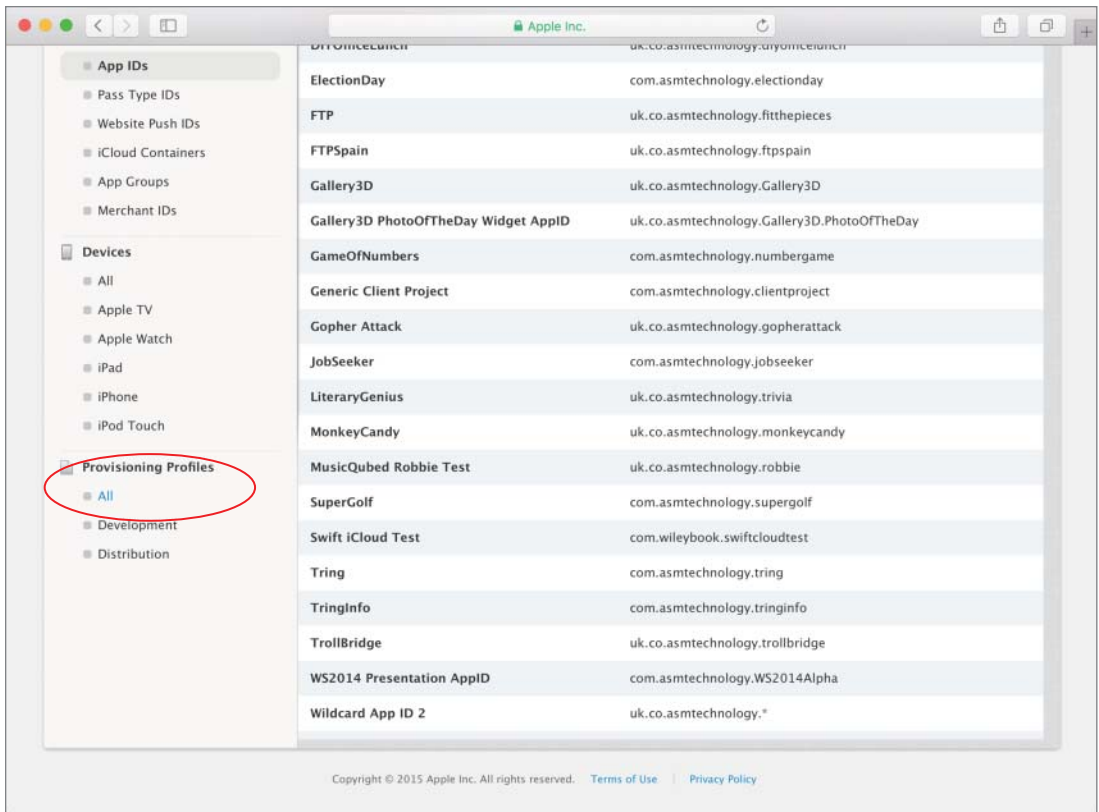 Apple Inc.
App IDs
Pass Type IDs
Website Push IDs
iCloud Containers
App Groups
Merchant IDs
Devices
All
Apple TV
Apple Watch
iPad
iPhone
iPod Touch
Provisioning Profiles
All
Development
Distribution
DIYOfficeLunch uk.co.asmtechnology.diyofficelunch
ElectionDay com.asmtechnology.electionday
FTP uk.co.asmtechnology.fitthepieces
FTPSpain uk.co.asmtechnology.ftpspain
Gallery3D uk.co.asmtechnology.Gallery3D
Gallery3D PhotoOfTheDay Widget AppID uk.co.asmtechnology.Gallery3D.PhotoOfTheDay
GameOfNumbers com.asmtechnology.numbergame
Generic Client Project com.asmtechnology.clientproject
Gopher Attack uk.co.asmtechnology.gopherattack
JobSeeker com.asmtechnology.jobseeker
LiteraryGenius uk.co.asmtechnology.trivia
MonkeyCandy uk.co.asmtechnology.monkeycandy
MusicQubed Robbie Test uk.co.asmtechnology.robbie
SuperGolf com.asmtechnology.supergolf
Swift iCloud Test com.wileybook.swiftcloudtest
Tring com.asmtechnology.tring
TringInfo com.asmtechnology.tringinfo
TrollBridge uk.co.asmtechnology.trollbridge
WS2014 Presentation AppID com.asmtechnology.WS2014Alpha
Wildcard App ID 2 uk.co.asmtechnology.*
Copyright © 2015 Apple Inc. All rights reserved. Terms of Use | Privacy Policy